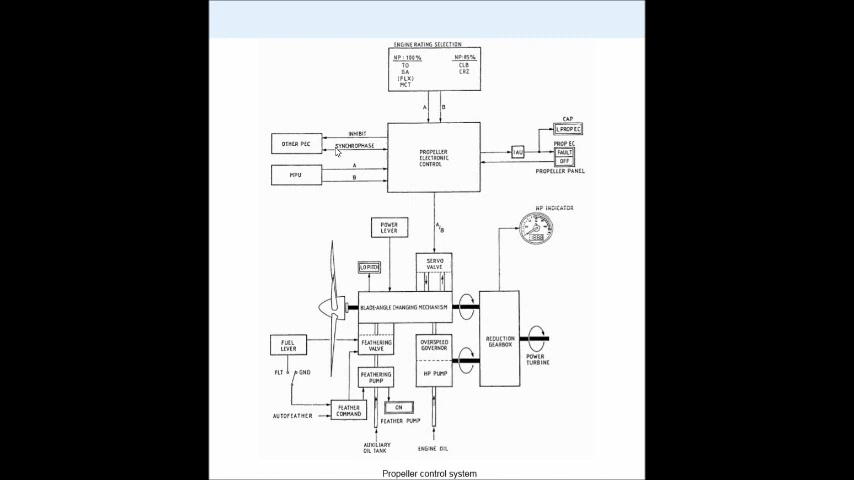 ENGINE RATING SELECTION
NP: 100% NP:85%
TO CLB
GA CRZ
(FLX)
MCT
A B
CAP
L PROP EC
INHIBIT
OTHER PEC
SYNCHROPHASE
PROPELLER
ELECTRONIC
CONTROL
IAU
PROP EC
FAULT
OFF
PROPELLER PANEL
MPU
A
B
A/B
NP INDICATOR
POWER
LEVER
SERVO
VALVE
LO PITCH
BLADE-ANGLE CHANGING MECHANISM
REDUCTION
GEARBOX
POWER
TURBINE
FUEL
LEVER
FEATHERING
VALVE
OVERSPEED
GOVERNOR
HP PUMP
FLT GND
FEATHERING
PUMP
FEATHER
COMMAND
AUTOFEATHER
ON
FEATHER PUMP
AUXILIARY
OIL TANK
ENGINE OIL
Propeller control system